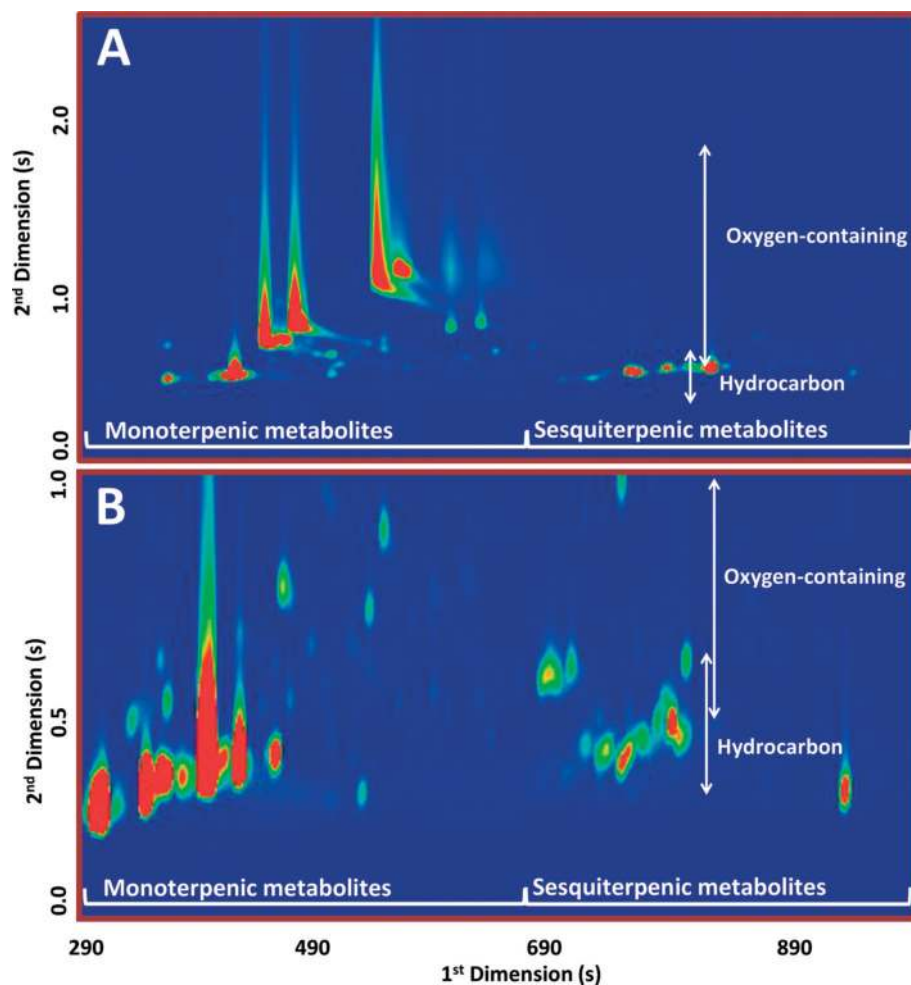 A
2.0
1.0
0.0
2nd Dimension (s)
Oxygen-containing
Hydrocarbon
Monoterpenic metabolites
Sesquiterpenic metabolites
B
1.0
0.5
0.0
2nd Dimension (s)
Oxygen-containing
Hydrocarbon
Monoterpenic metabolites
Sesquiterpenic metabolites
290 490 690 890
1st Dimension (s)